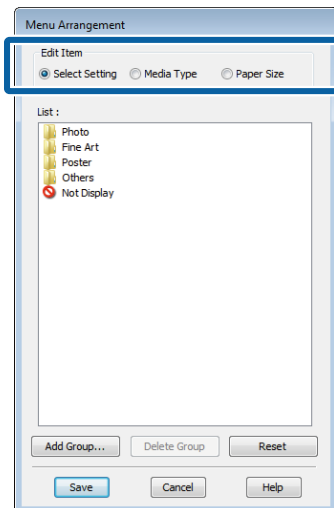 Menu Arrangement
Edit Item
Select Setting Media Type Paper Size
List :
Photo
Fine Art
Poster
Others
Not Display
Add Group... Delete Group Reset
Save Cancel Help